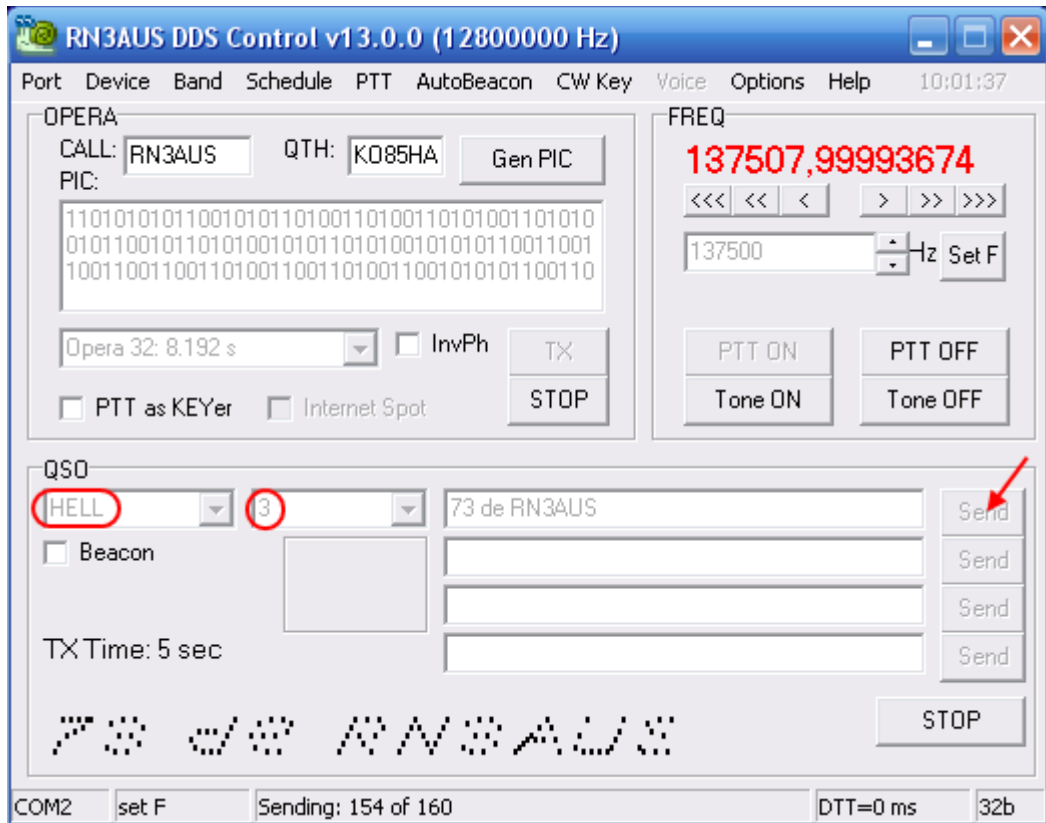 RN3AUS DDS Control v13.0.0 (12800000 Hz)
Port Device Band Schedule PTT AutoBeacon CW Key Voice Options Help 10:01:37
OPERA
CALL: RN3AUS QTH: KO85HA Gen PIC
PIC:
110101010110010101101001101001101010011010100
010110010110101001010110101001010101100110011
100110011001101001100110100110010101011001100
Opera 32: 8.192 s InvPh TX
PTT as KEYer Internet Spot STOP
FREQ
137507,99993674
<<< << < > >> >>>
137500 Hz Set F
PTT ON PTT OFF
Tone ON Tone OFF
QSO
HELL 3 73 de RN3AUS Send
Beacon Send
Send
TX Time: 5 sec Send
73 de RN3AUS STOP
COM2 set F Sending: 154 of 160 DTT=0 ms 32b